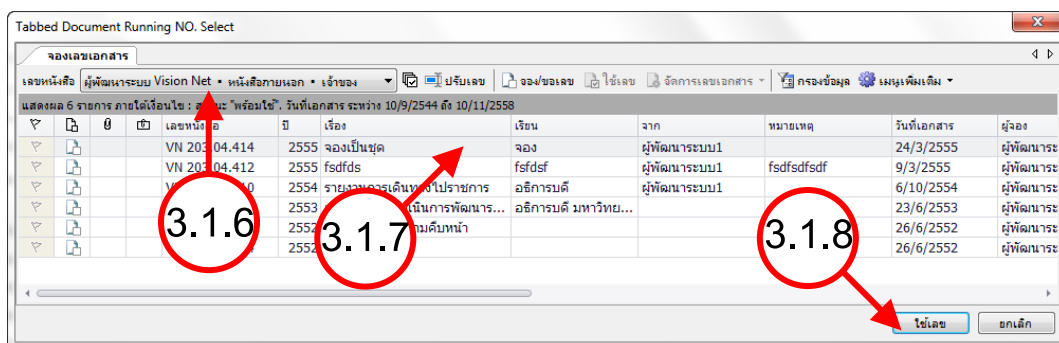 Tabbed Document Running NO. Select
จองเลขเอกสาร
เลขหนังสือ ผู้พัฒนาระบบ Vision Net • หนังสือภายนอก • เจ้าของ ปรับเลข จอง/ขอเลข ใช้เลข จัดการเลขเอกสาร กรองข้อมูล เมนูเพิ่มเติม
แสดงผล 6 รายการ ภายใต้เงื่อนไข : "พร้อมใช้". วันที่เอกสาร ระหว่าง 10/9/2544 ถึง 10/11/2558
ปี เรื่อง เรียน จาก หมายเหตุ วันที่เอกสาร ผู้จอง
VN 203.04.414 2555 จองเป็นชุด จอง ผู้พัฒนาระบบ1 24/3/2555 ผู้พัฒนาระ
04.412 2555 fsdfds fsfdsf ผู้พัฒนาระบบ1 fsdfsdfsdf 9/3/2555 ผู้พัฒนาระ
2554 อธิการบดี ผู้พัฒนาระบบ1 6/10/2554 ผู้พัฒนาระ
2553 เนินการพัฒนาร... อธิการบดี มหาวิทย... 23/6/2553 ผู้พัฒนาระ
2552 ามคืบหน้า 26/6/2552 ผู้พัฒนาระ
2552 26/6/2552 ผู้พัฒนาระ
3.1.6
3.1.7
3.1.8
ใช้เลข ยกเลิก